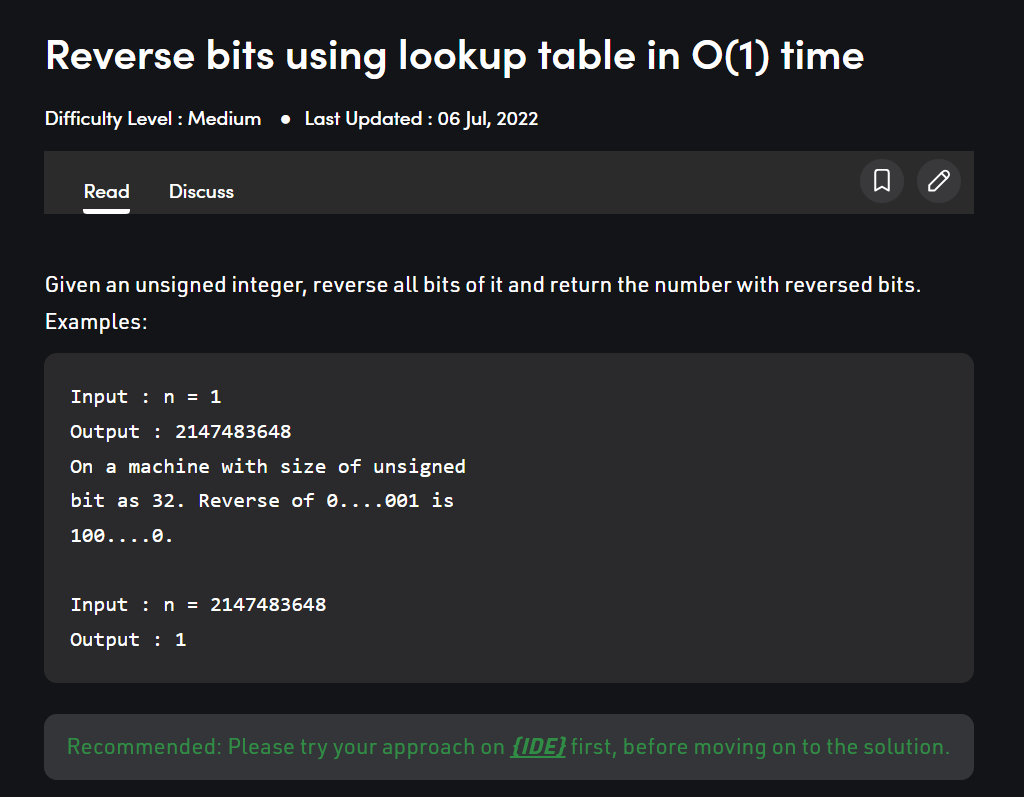 Reverse bits using lookup table in O(1) time
Difficulty Level : Medium ● Last Updated : 06 Jul, 2022
Read Discuss
Given an unsigned integer, reverse all bits of it and return the number with reversed bits.
Examples:
Input : n = 1
Output : 2147483648
On a machine with size of unsigned
bit as 32. Reverse of 0....001 is
100....0.
Input : n = 2147483648
Output : 1
Recommended: Please try your approach on {IDE} first, before moving on to the solution.